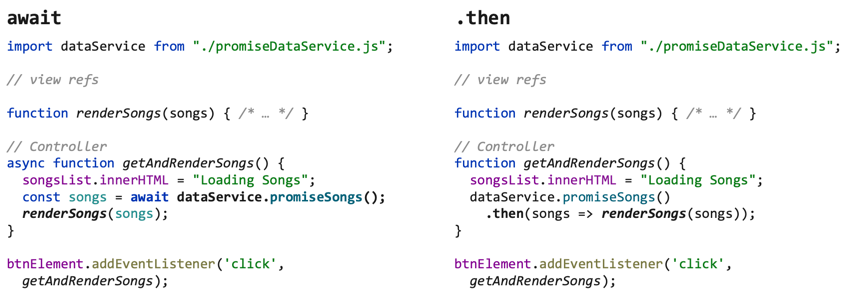 await
import dataService from "./promiseDataService.js";
// view refs
function renderSongs(songs) { /* … */ }
// Controller
async function getAndRenderSongs() {
songsList.innerHTML = "Loading Songs";
const songs = await dataService.promiseSongs();
renderSongs(songs);
}
btnElement.addEventListener('click',
getAndRenderSongs);
.then
import dataService from "./promiseDataService.js";
// view refs
function renderSongs(songs) { /* … */ }
// Controller
function getAndRenderSongs() {
songsList.innerHTML = "Loading Songs";
dataService.promiseSongs()
.then(songs => renderSongs(songs));
}
btnElement.addEventListener('click',
getAndRenderSongs);